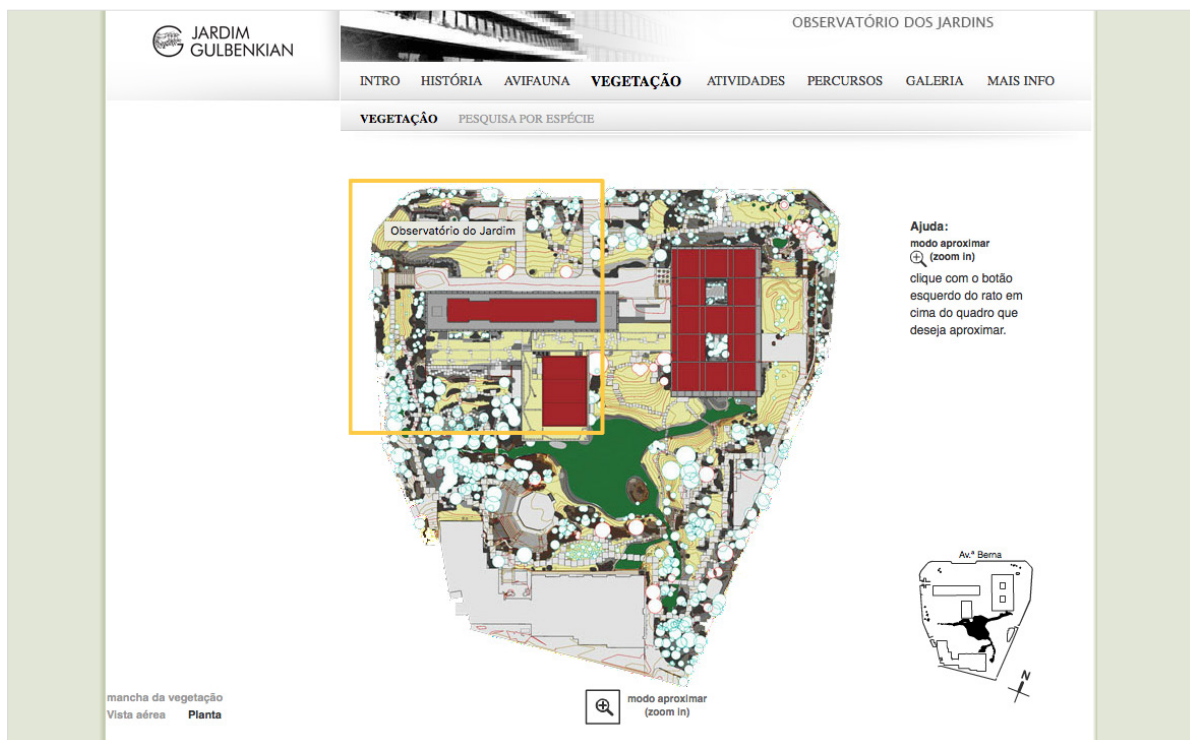 JARDIM
GULBENKIAN
OBSERVATÓRIO DOS JARDINS
INTRO HISTÓRIA AVIFAUNA VEGETAÇÃO ATIVIDADES PERCURSOS GALERIA MAIS INFO
VEGETAÇÂO PESQUISA POR ESPÉCIE
Observatório do Jardim
Ajuda:
modo aproximar
(zoom in)
clique com o botão
esquerdo do rato em
cima do quadro que
deseja aproximar.
Av.ª Berna
N
mancha da vegetação
Vista aérea Planta
modo aproximar
(zoom in)